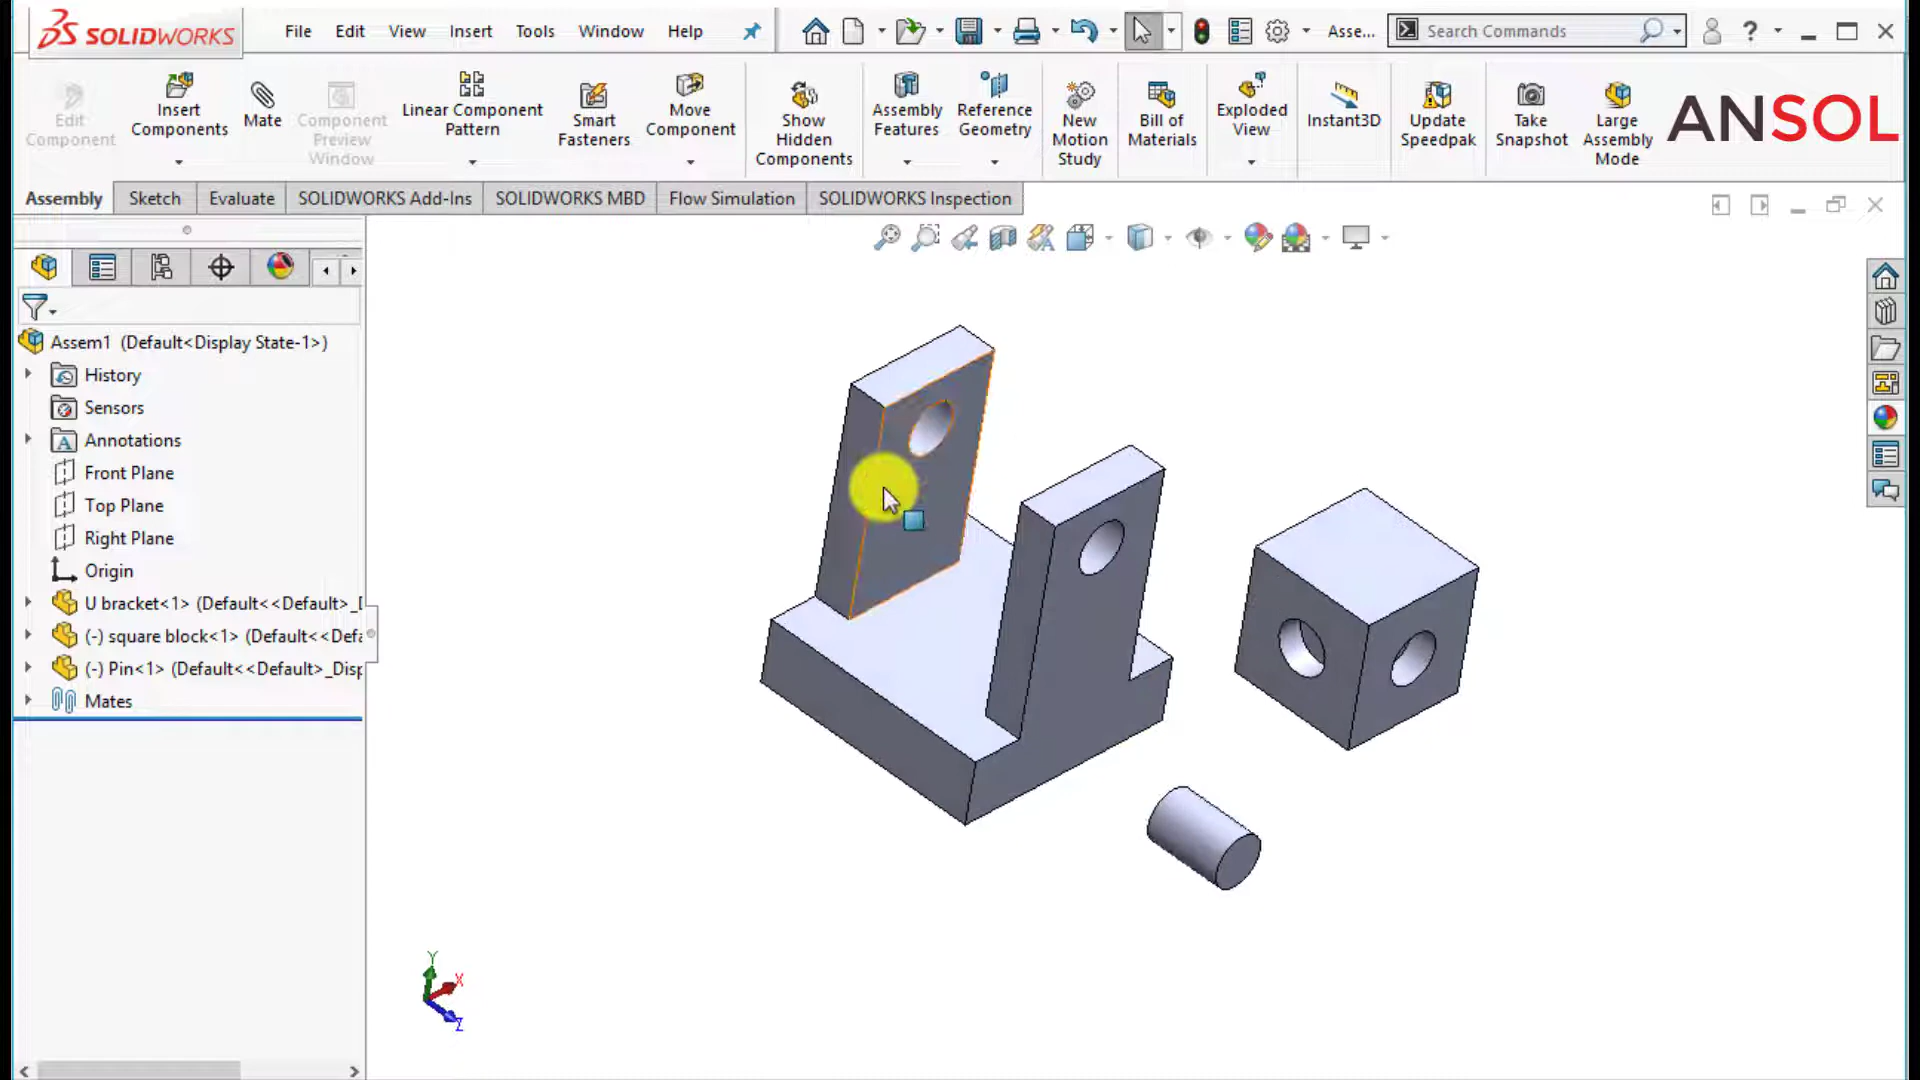 SOLIDWORKS
File Edit View Insert Tools Window Help
Asse...
Search Commands
?
Edit Component
Insert Components
Mate
Component Preview Window
Linear Component Pattern
Smart Fasteners
Move Component
Show Hidden Components
Assembly Features
Reference Geometry
New Motion Study
Bill of Materials
Exploded View
Instant3D
Update Speedpak
Take Snapshot
Large Assembly Mode
ANSOL
Assembly Sketch Evaluate SOLIDWORKS Add-Ins SOLIDWORKS MBD Flow Simulation SOLIDWORKS Inspection
Assem1 (Default<Display State-1>)
History
Sensors
Annotations
Front Plane
Top Plane
Right Plane
Origin
U bracket<1> (Default<<Default>_D
(-) square block<1> (Default<<Defa
(-) Pin<1> (Default<<Default>_Disp
Mates
Y
X
Z